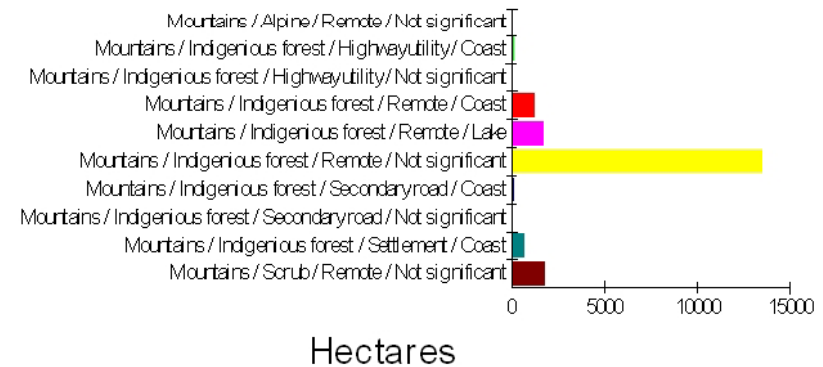 Mountains / Alpine / Remote / Not significant
Mountains / Indigenious forest / Highwayutility / Coast
Mountains / Indigenious forest / Highwayutility / Not significant
Mountains / Indigenious forest / Remote / Coast
Mountains / Indigenious forest / Remote / Lake
Mountains / Indigenious forest / Remote / Not significant
Mountains / Indigenious forest / Secondaryroad / Coast
Mountains / Indigenious forest / Secondaryroad / Not significant
Mountains / Indigenious forest / Settlement / Coast
Mountains / Scrub / Remote / Not significant
0 5000 10000 15000
Hectares